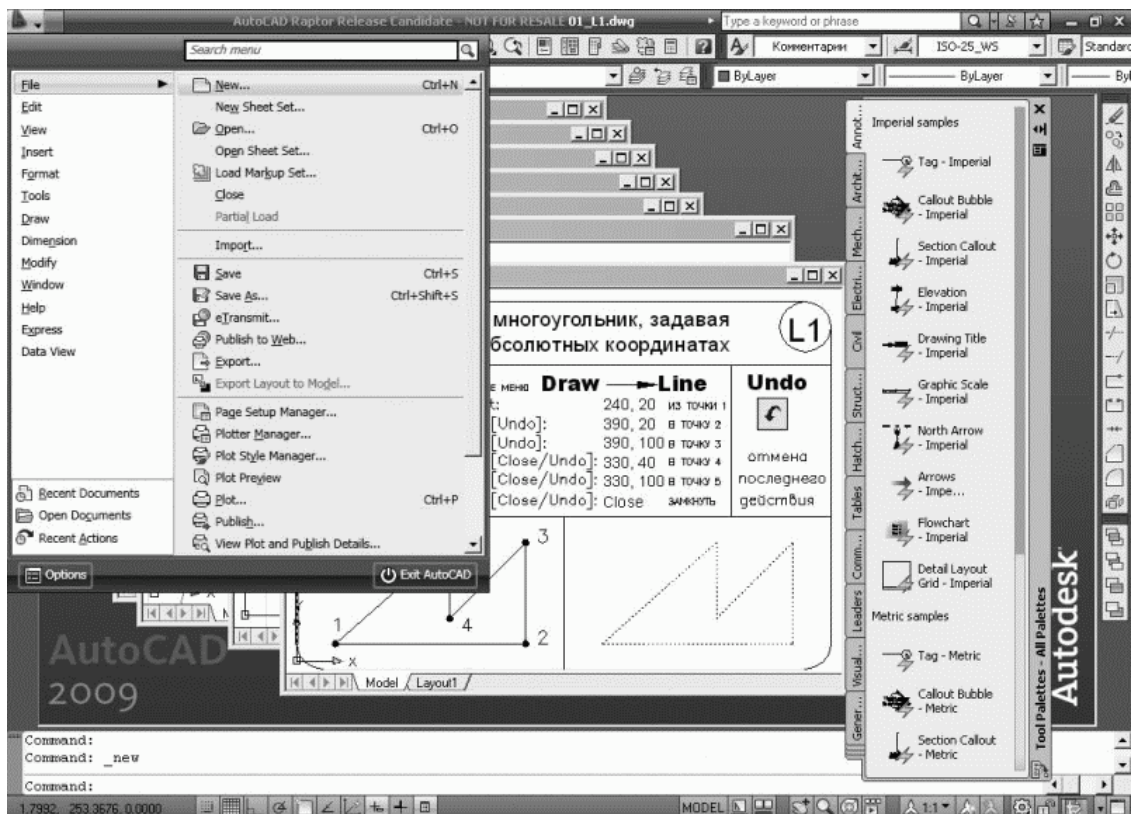 AutoCAD Raptor Release Candidate - NOT FOR RESALE 01_L1.dwg
Type a keyword or phrase
Search menu
Комментарии
ISO-25_WS
Standard
ByLayer
ByLayer
File
Edit
View
Insert
Format
Tools
Draw
Dimension
Modify
Window
Help
Express
Data View
Recent Documents
Open Documents
Recent Actions
New... Ctrl+N
New Sheet Set...
Open... Ctrl+O
Open Sheet Set...
Load Markup Set...
Close
Partial Load
Import...
Save Ctrl+S
Save As... Ctrl+Shift+S
eTransmit...
Publish to Web...
Export...
Export Layout to Model...
Page Setup Manager...
Plotter Manager...
Plot Style Manager...
Plot Preview
Plot... Ctrl+P
Publish...
View Plot and Publish Details...
Options
Exit AutoCAD
многоугольник, задавая
бсолютных координатах
L1
Е МЕНЮ Draw Line
t: 240, 20 из точки 1
[Undo]: 390, 20 в точку 2
[Undo]: 390, 100 в точку 3
[Close/Undo]: 330, 40 в точку 4
[Close/Undo]: 330, 100 в точку 5
[Close/Undo]: Close замкнуть
Undo
отмена
последнего
действия
3
1
4
2
X
Model Layout1
AutoCAD
2009
Annot...
Archit...
Mech...
Electri...
Civil
Struct...
Hatch...
Tables
Comm...
Leaders
Visual...
Gener...
Imperial samples
Tag - Imperial
Callout Bubble
- Imperial
Section Callout
- Imperial
Elevation
- Imperial
Drawing Title
- Imperial
Graphic Scale
- Imperial
North Arrow
- Imperial
Arrows
- Impe...
Flowchart
- Imperial
Detail Layout
Grid - Imperial
Metric samples
Tag - Metric
Callout Bubble
- Metric
Section Callout
- Metric
Tool Palettes - All Palettes
Autodesk
Command:
Command: _new
Command:
1.7992, 253.3676, 0.0000
MODEL
1:1